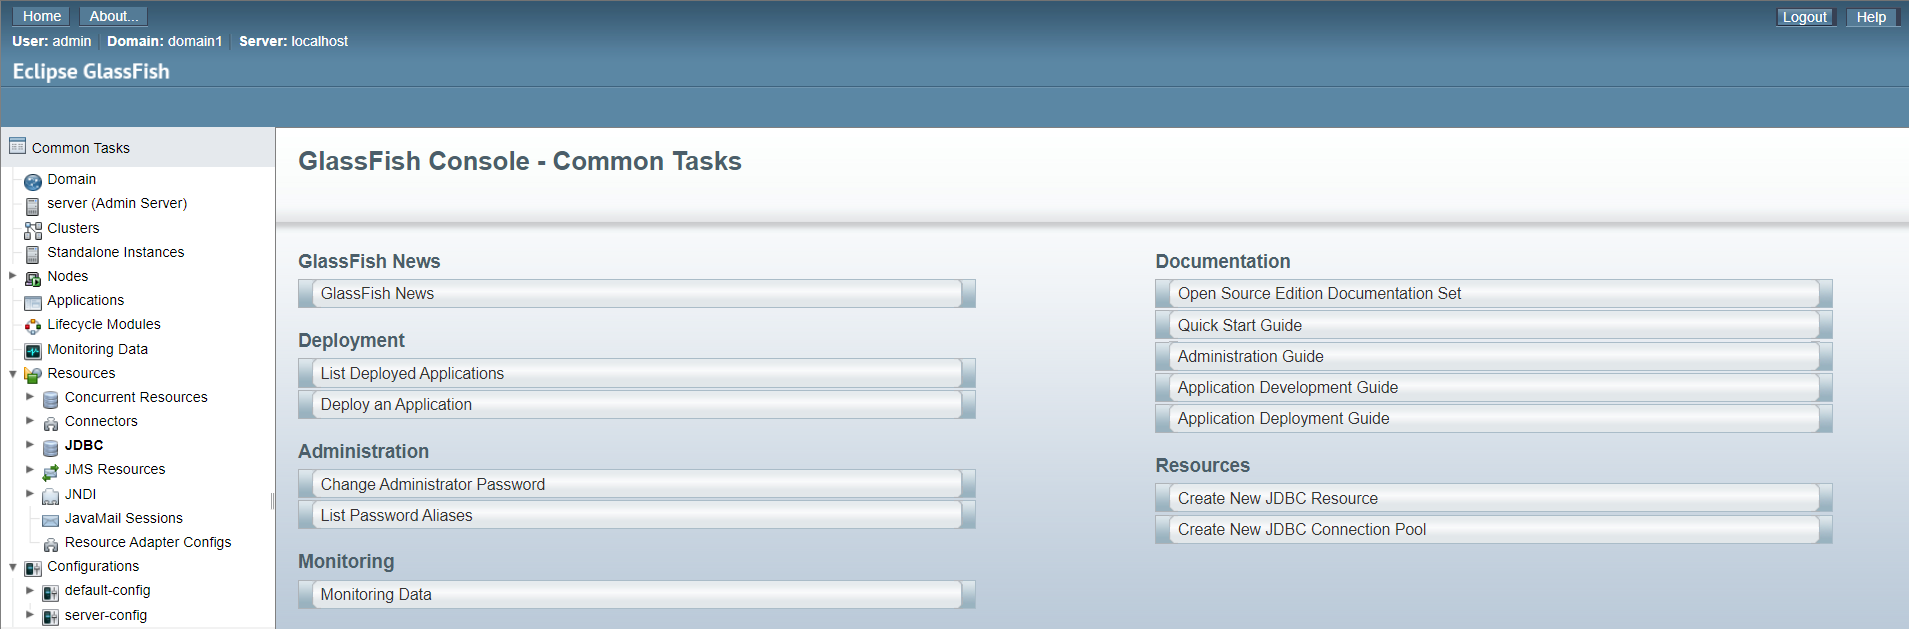 Home About... Logout Help
User: admin Domain: domain1 Server: localhost
Eclipse GlassFish
Common Tasks
Domain
server (Admin Server)
Clusters
Standalone Instances
Nodes
Applications
Lifecycle Modules
Monitoring Data
Resources
Concurrent Resources
Connectors
JDBC
JMS Resources
JNDI
JavaMail Sessions
Resource Adapter Configs
Configurations
default-config
server-config
GlassFish Console - Common Tasks
GlassFish News
GlassFish News
Deployment
List Deployed Applications
Deploy an Application
Administration
Change Administrator Password
List Password Aliases
Monitoring
Monitoring Data
Documentation
Open Source Edition Documentation Set
Quick Start Guide
Administration Guide
Application Development Guide
Application Deployment Guide
Resources
Create New JDBC Resource
Create New JDBC Connection Pool